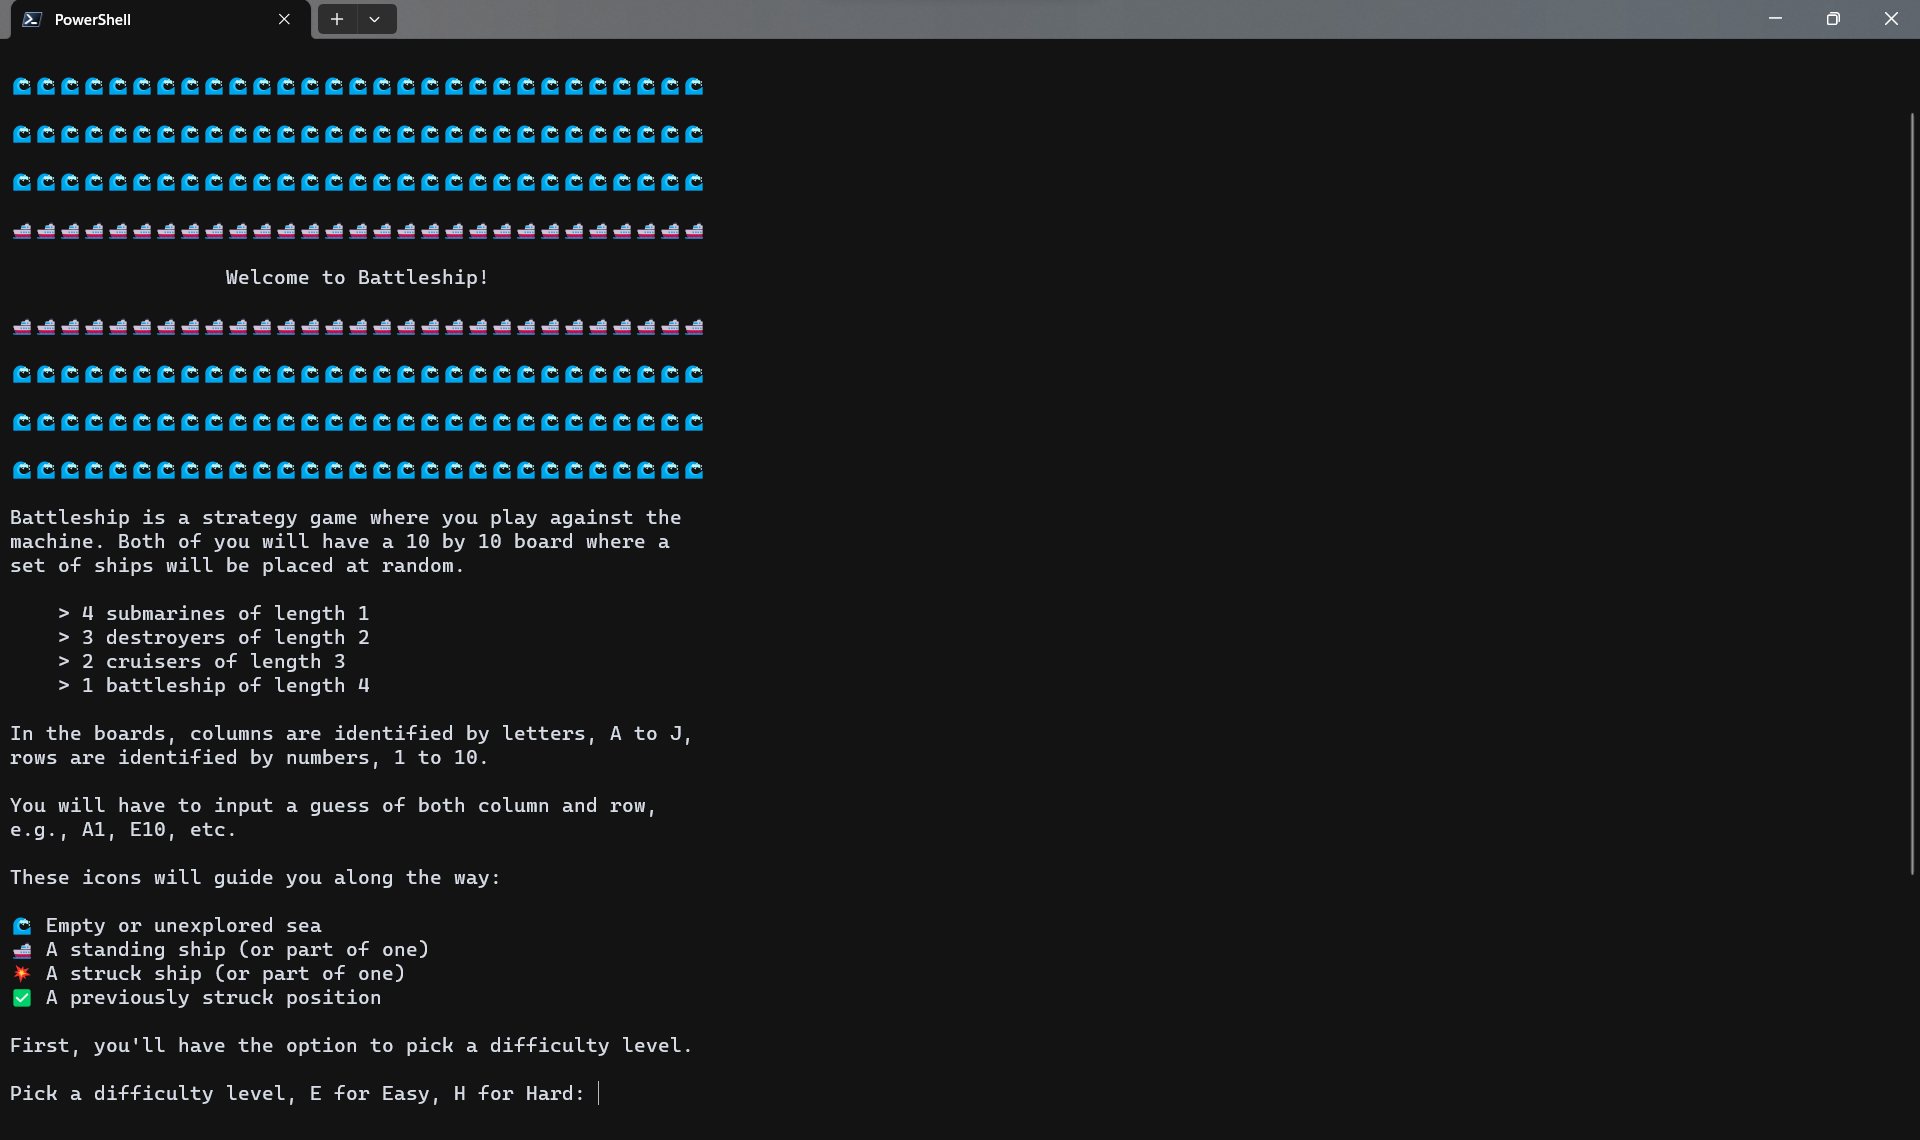 PowerShell
Welcome to Battleship!
Battleship is a strategy game where you play against the
machine. Both of you will have a 10 by 10 board where a
set of ships will be placed at random.
> 4 submarines of length 1
> 3 destroyers of length 2
> 2 cruisers of length 3
> 1 battleship of length 4
In the boards, columns are identified by letters, A to J,
rows are identified by numbers, 1 to 10.
You will have to input a guess of both column and row,
e.g., A1, E10, etc.
These icons will guide you along the way:
🌊 Empty or unexplored sea
🚢 A standing ship (or part of one)
💥 A struck ship (or part of one)
✅ A previously struck position
First, you'll have the option to pick a difficulty level.
Pick a difficulty level, E for Easy, H for Hard: